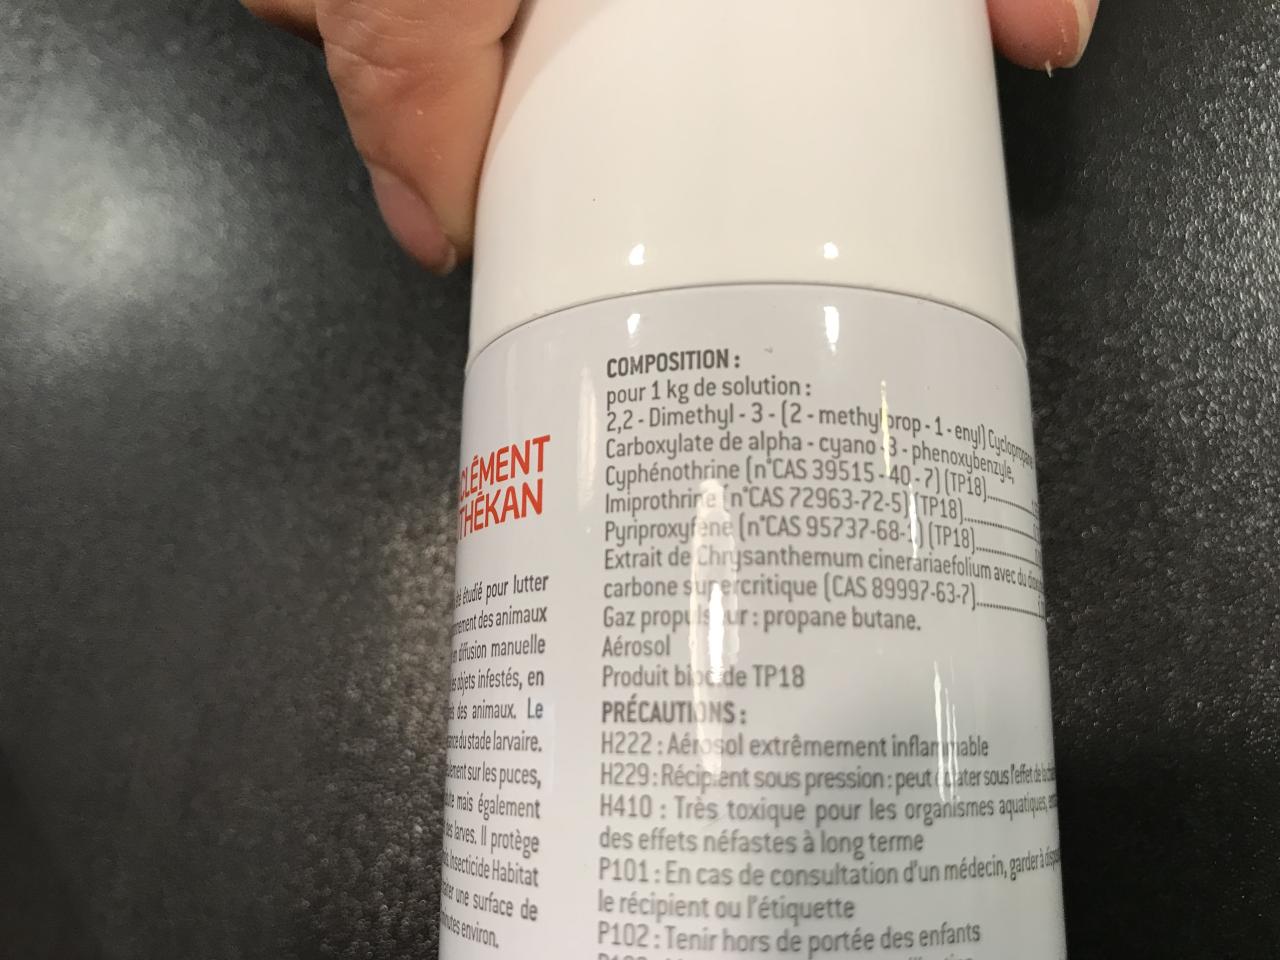 CLÉMENT
THÉKAN
étudié pour lutter
des animaux
diffusion manuelle
objets infestés, en
des animaux. Le
du stade larvaire.
sur les puces,
mais également
des larves. Il protège
Insecticide Habitat
une surface de
environ.
COMPOSITION :
pour 1 kg de solution :
2,2 - Dimethyl - 3 - (2 - methylprop - 1 - enyl) Cyclopropane
Carboxylate de alpha - cyano - 3 - phenoxybenzyle,
Cyphénothrine (n°CAS 39515 - 40 - 7) (TP18)
Imiprothrine (n°CAS 72963-72-5) (TP18)
Pyriproxyfène (n°CAS 95737-68-1) (TP18)
Extrait de Chrysanthemum cinerariaefolium avec du
carbone supercritique (CAS 89997-63-7)
Gaz propulseur : propane butane.
Aérosol
Produit biocide TP18
PRÉCAUTIONS :
H222 : Aérosol extrêmement inflammable
H229 : Récipient sous pression : peut éclater sous l'effet de la
H410 : Très toxique pour les organismes aquatiques,
des effets néfastes à long terme
P101 : En cas de consultation d'un médecin, garder à
le récipient ou l'étiquette
P102 : Tenir hors de portée des enfants